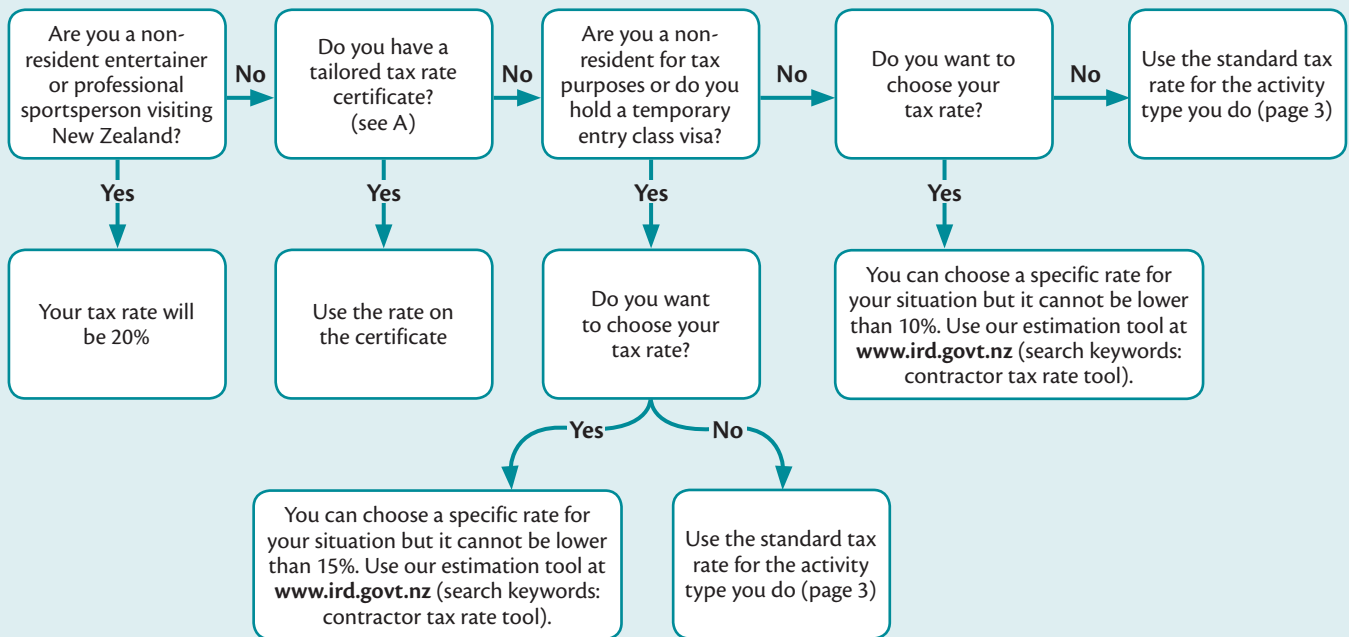 Are you a non-
resident entertainer
or professional
sportsperson visiting
New Zealand?
No
Do you have a
tailored tax rate
certificate?
(see A)
No
Are you a non-
resident for tax
purposes or do you
hold a temporary
entry class visa?
No
Do you want to
choose your
tax rate?
No
Use the standard tax
rate for the activity
type you do (page 3)
Yes
Yes
Yes
Yes
Your tax rate will
be 20%
Use the rate on
the certificate
Do you want
to choose your
tax rate?
You can choose a specific rate for
your situation but it cannot be lower
than 10%. Use our estimation tool at
www.ird.govt.nz (search keywords:
contractor tax rate tool).
Yes
No
You can choose a specific rate for
your situation but it cannot be lower
than 15%. Use our estimation tool at
www.ird.govt.nz (search keywords:
contractor tax rate tool).
Use the standard tax
rate for the activity
type you do (page 3)